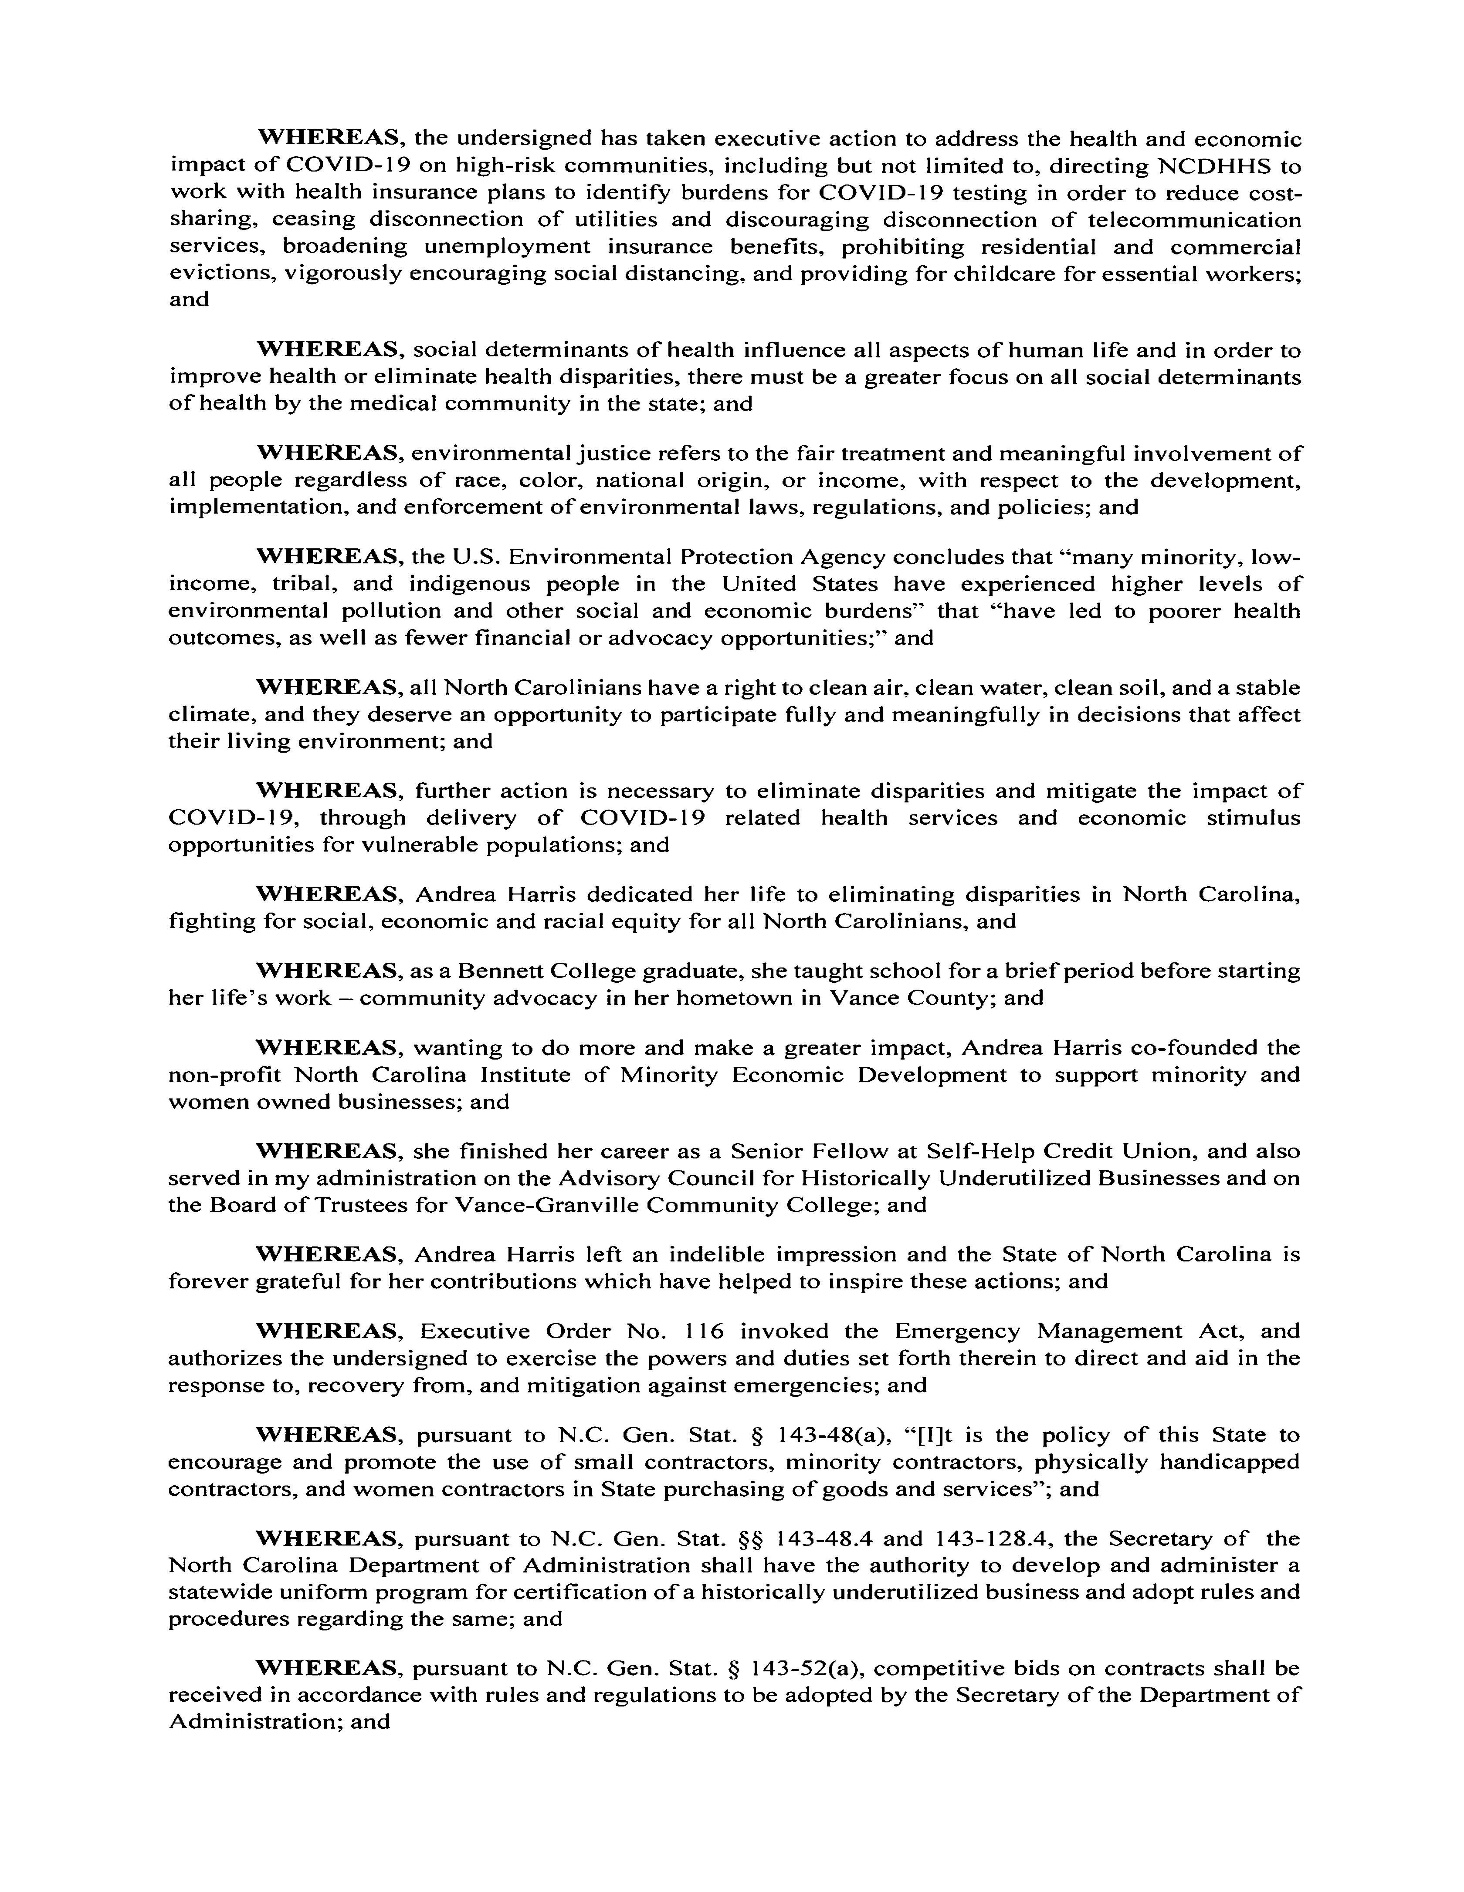 WHEREAS, the undersigned has taken executive action to address the health and economic
impact of COVID-19 on high-risk communities, including but not limited to, directing NCDHHS to
work with health insurance plans to identify burdens for COVID-19 testing in order to reduce cost-
sharing, ceasing disconnection of utilities and discouraging disconnection of telecommunication
services, broadening unemployment insurance benefits, prohibiting residential and commercial
evictions, vigorously encouraging social distancing, and providing for childcare for essential workers;
and
WHEREAS, social determinants of health influence all aspects of human life and in order to
improve health or eliminate health disparities, there must be a greater focus on all social determinants
of health by the medical community in the state; and
WHEREAS, environmental justice refers to the fair treatment and meaningful involvement of
all people regardless of race, color, national origin, or income, with respect to the development,
implementation, and enforcement of environmental laws, regulations, and policies; and
WHEREAS, the U.S. Environmental Protection Agency concludes that “many minority, low-
income, tribal, and indigenous people in the United States have experienced higher levels of
environmental pollution and other social and economic burdens” that “have led to poorer health
outcomes, as well as fewer financial or advocacy opportunities;” and
WHEREAS, all North Carolinians have a right to clean air, clean water, clean soil, and a stable
climate, and they deserve an opportunity to participate fully and meaningfully in decisions that affect
their living environment; and
WHEREAS, further action is necessary to eliminate disparities and mitigate the impact of
COVID-19, through delivery of COVID-19 related health services and economic stimulus
opportunities for vulnerable populations; and
WHEREAS, Andrea Harris dedicated her life to eliminating disparities in North Carolina,
fighting for social, economic and racial equity for all North Carolinians, and
WHEREAS, as a Bennett College graduate, she taught school for a brief period before starting
her life’s work – community advocacy in her hometown in Vance County; and
WHEREAS, wanting to do more and make a greater impact, Andrea Harris co-founded the
non-profit North Carolina Institute of Minority Economic Development to support minority and
women owned businesses; and
WHEREAS, she finished her career as a Senior Fellow at Self-Help Credit Union, and also
served in my administration on the Advisory Council for Historically Underutilized Businesses and on
the Board of Trustees for Vance-Granville Community College; and
WHEREAS, Andrea Harris left an indelible impression and the State of North Carolina is
forever grateful for her contributions which have helped to inspire these actions; and
WHEREAS, Executive Order No. 116 invoked the Emergency Management Act, and
authorizes the undersigned to exercise the powers and duties set forth therein to direct and aid in the
response to, recovery from, and mitigation against emergencies; and
WHEREAS, pursuant to N.C. Gen. Stat. § 143-48(a), “[I]t is the policy of this State to
encourage and promote the use of small contractors, minority contractors, physically handicapped
contractors, and women contractors in State purchasing of goods and services”; and
WHEREAS, pursuant to N.C. Gen. Stat. §§ 143-48.4 and 143-128.4, the Secretary of the
North Carolina Department of Administration shall have the authority to develop and administer a
statewide uniform program for certification of a historically underutilized business and adopt rules and
procedures regarding the same; and
WHEREAS, pursuant to N.C. Gen. Stat. § 143-52(a), competitive bids on contracts shall be
received in accordance with rules and regulations to be adopted by the Secretary of the Department of
Administration; and